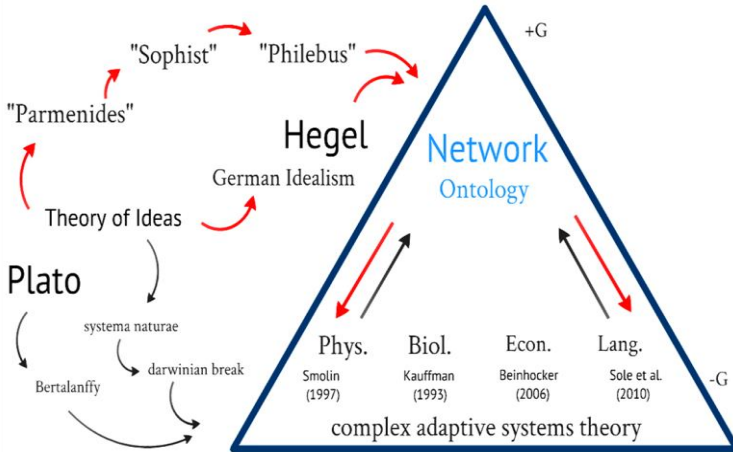 +G
"Sophist"
"Philebus"
"Parmenides"
Hegel
German Idealism
Network
Ontology
Theory of Ideas
Plato
systema naturae
darwinian break
Bertalanffy
Phys. Biol. Econ. Lang.
Smolin Kauffman Beinhocker Sole et al.
(1997) (1993) (2006) (2010)
-G
complex adaptive systems theory